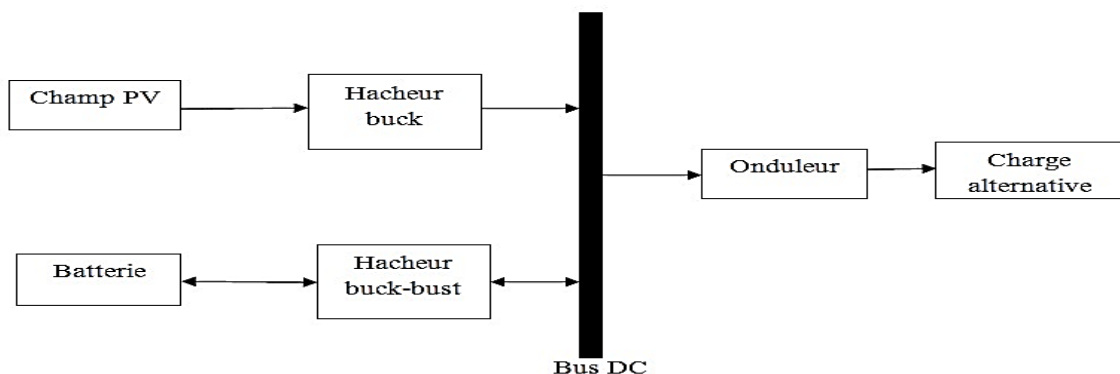 Champ PV
Hacheur
buck
Onduleur
Charge
alternative
Batterie
Hacheur
buck-bust
Bus DC